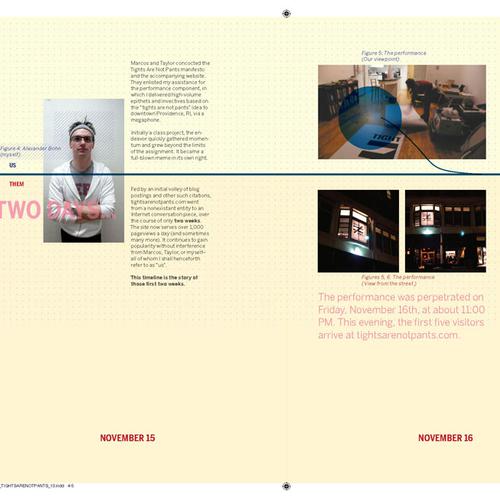 Marcus and Taylor concocted the
Tights Are Not Pants manifesto
and the accompanying website.
They enlisted my assistance for
the performance component, in
which I delivered high-volume
epithets and invectives based on
the "tights are not pants" idea to
downtown Providence, RI, via a
megaphone.
Initially a class project, the en-
deavor quickly gathered momen-
tum and grew beyond the limits
of the assignment. It became a
full-blown meme in its own right.
Figure 4: Alexander Bohn
(myself).
US
THEM
TWO DAYS...
Fed by an initial volley of blog
postings and other such citations,
tightsarenotpants.com went
from a nonexistent entity to an
Internet conversation-piece, over
the course of only two weeks.
The site now serves over 1,000
pageviews a day (and sometimes
many more). It continues to gain
popularity without interference
from Marcus, Taylor, or myself—
all of whom I shall henceforth
refer to as "us".
This timeline is the story of
those first two weeks.
NOVEMBER 15
Figure 5: The performance
(Our viewpoint)
TIGHT
Figures 5, 6: The performance
(View from the street.)
The performance was perpetrated on
Friday, November 16th, at about 11:00
PM. This evening, the first five visitors
arrive at tightsarenotpants.com.
NOVEMBER 16
_TIGHTSARENOTPANTS_13.indd 4-5